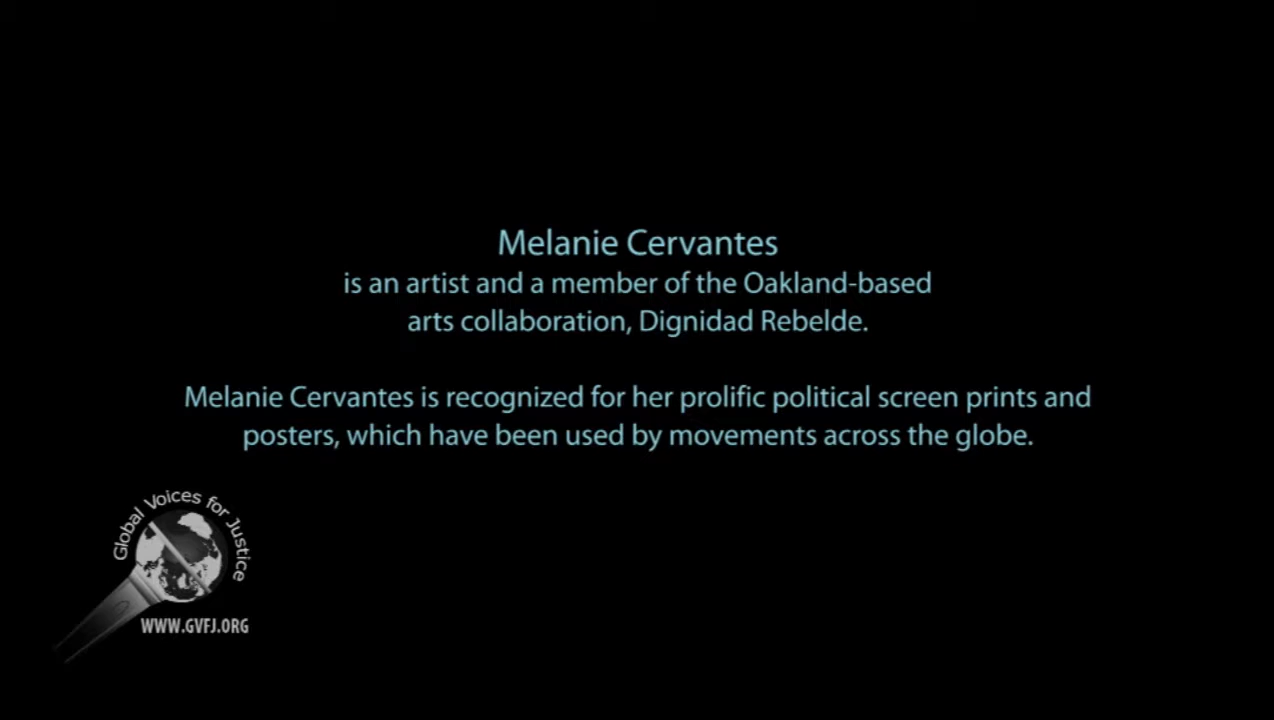 Melanie Cervantes
is an artist and a member of the Oakland-based
arts collaboration, Dignidad Rebelde.
Melanie Cervantes is recognized for her prolific political screen prints and
posters, which have been used by movements across the globe.
Global Voices for Justice
WWW.GVFJ.ORG